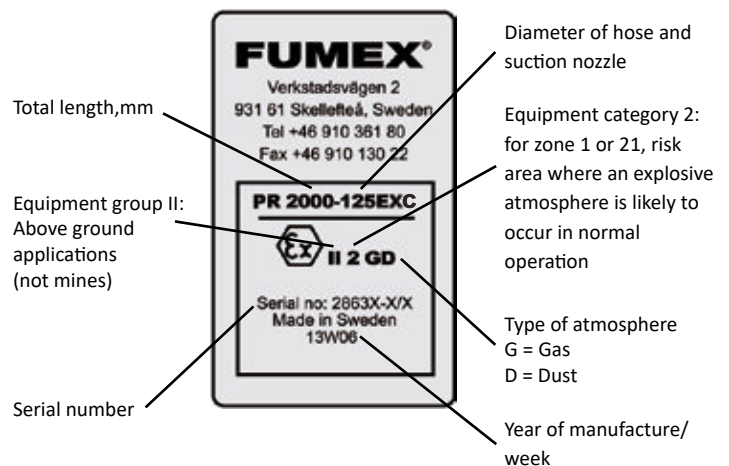 FUMEX®
Verkstadsvägen 2
931 61 Skellefteå, Sweden
Tel +46 910 361 80
Fax +46 910 130 22
PR 2000-125EXC
Ex II 2 GD
Serial no: 2863X-X/X
Made in Sweden
13W06
Total length,mm
Equipment group II:
Above ground
applications
(not mines)
Serial number
Diameter of hose and
suction nozzle
Equipment category 2:
for zone 1 or 21, risk
area where an explosive
atmosphere is likely to
occur in normal
operation
Type of atmosphere
G = Gas
D = Dust
Year of manufacture/
week